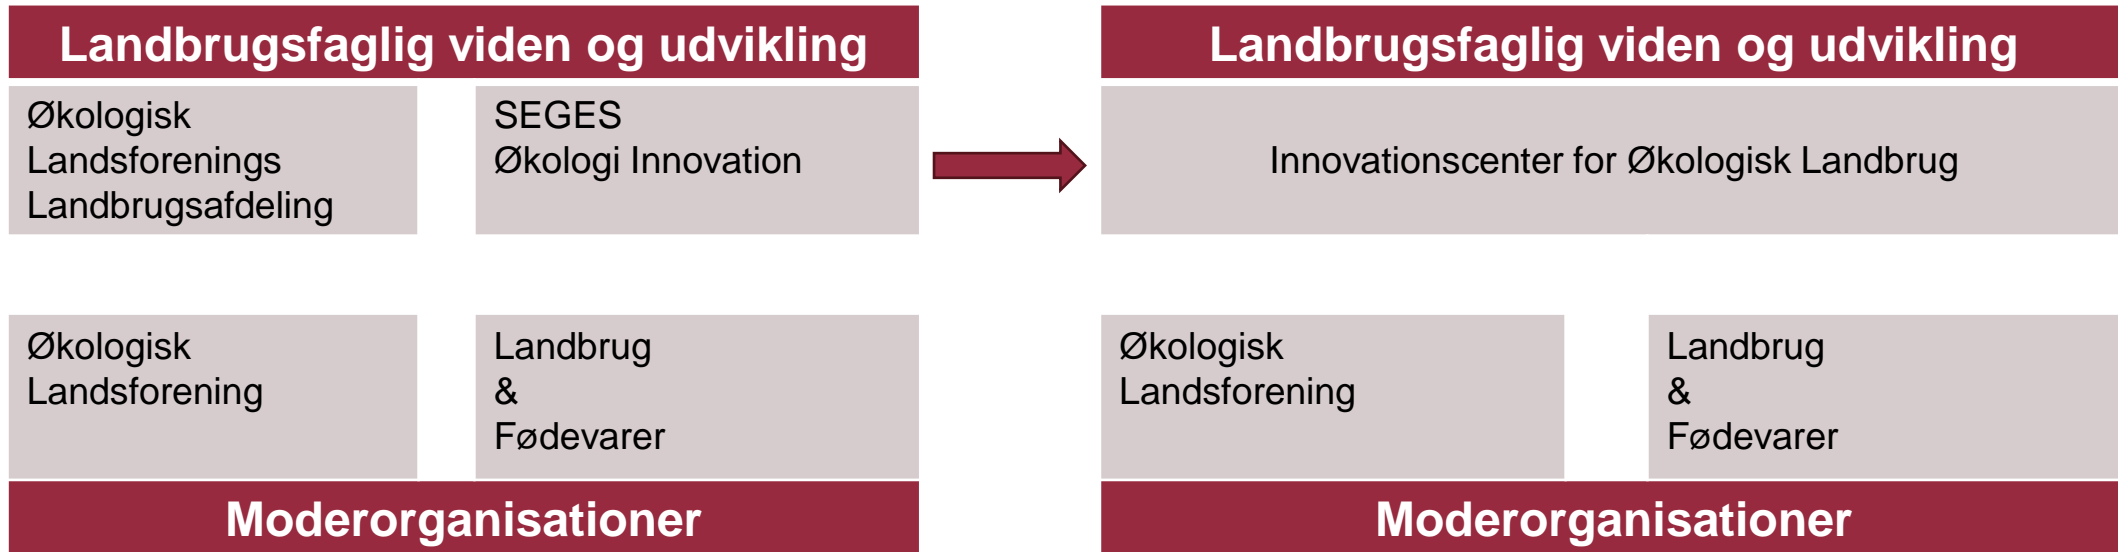 Landbrugsfaglig viden og udvikling
Økologisk
Landsforenings
Landbrugsafdeling
SEGES
Økologi Innovation
Økologisk
Landsforening
Landbrug
&
Fødevarer
Moderorganisationer
Landbrugsfaglig viden og udvikling
Innovationscenter for Økologisk Landbrug
Økologisk
Landsforening
Landbrug
&
Fødevarer
Moderorganisationer